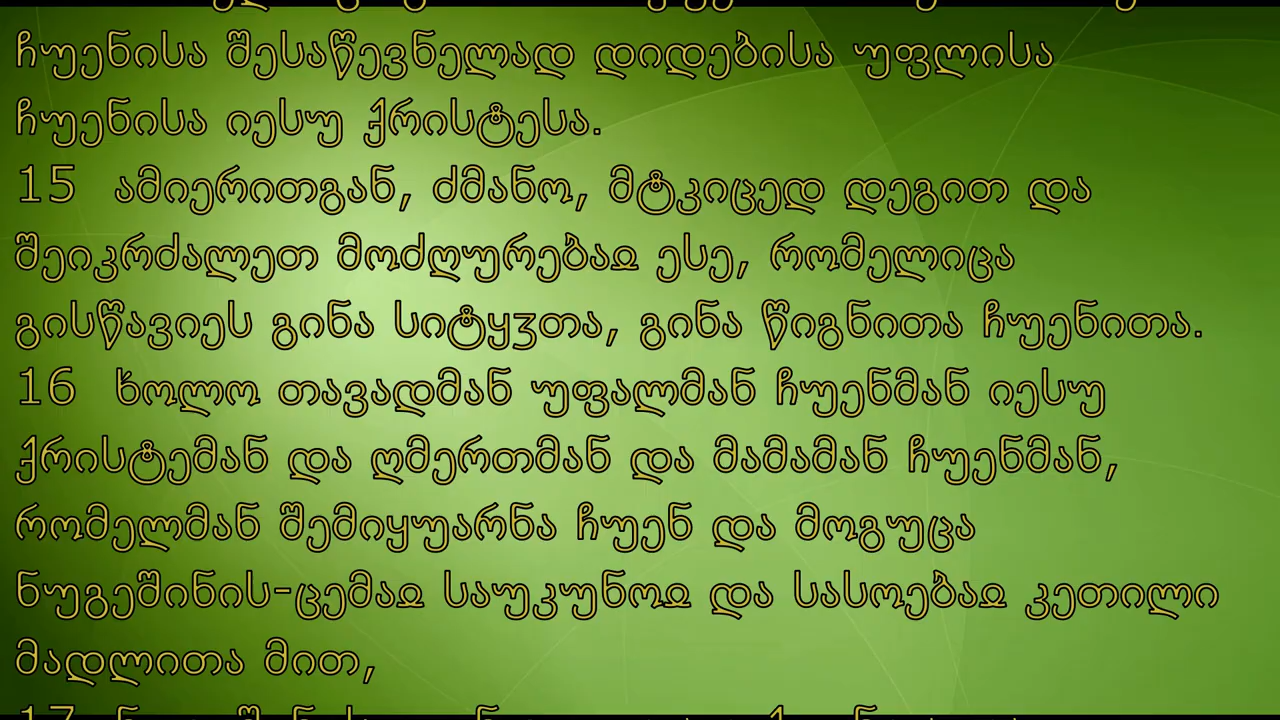 ჩუენისა შესაწევნელად დიდებისა უფლისა
ჩუენისა იესუ ქრისტესა.
15 ამიერითგან, ძმანო, მტკიცედ დეგით და
შეიკრძალეთ მოძღურებაჲ ესე, რომელიცა
გისწავიეს გინა სიტყჳთა, გინა წიგნითა ჩუენითა.
16 ხოლო თავადმან უფალმან ჩუენმან იესუ
ქრისტემან და ღმერთმან და მამამან ჩუენმან,
რომელმან შემიყუარნა ჩუენ და მოგუცა
ნუგეშინის-ცემაჲ საუკუნოჲ და სასოებაჲ კეთილი
მადლითა მით,
17